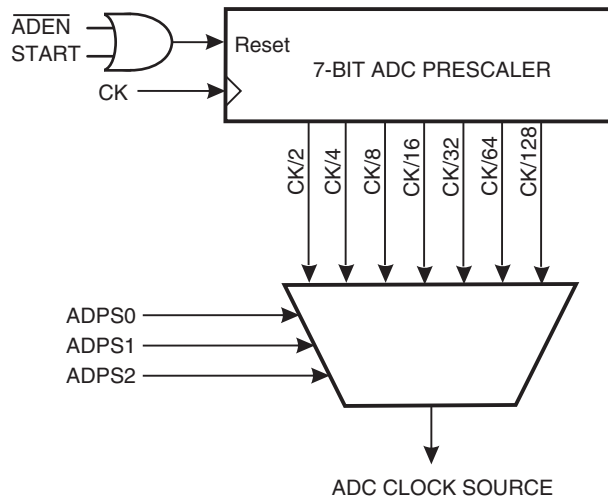 ADEN
START
Reset
7-BIT ADC PRESCALER
CK
CK/2
CK/4
CK/8
CK/16
CK/32
CK/64
CK/128
ADPS0
ADPS1
ADPS2
ADC CLOCK SOURCE